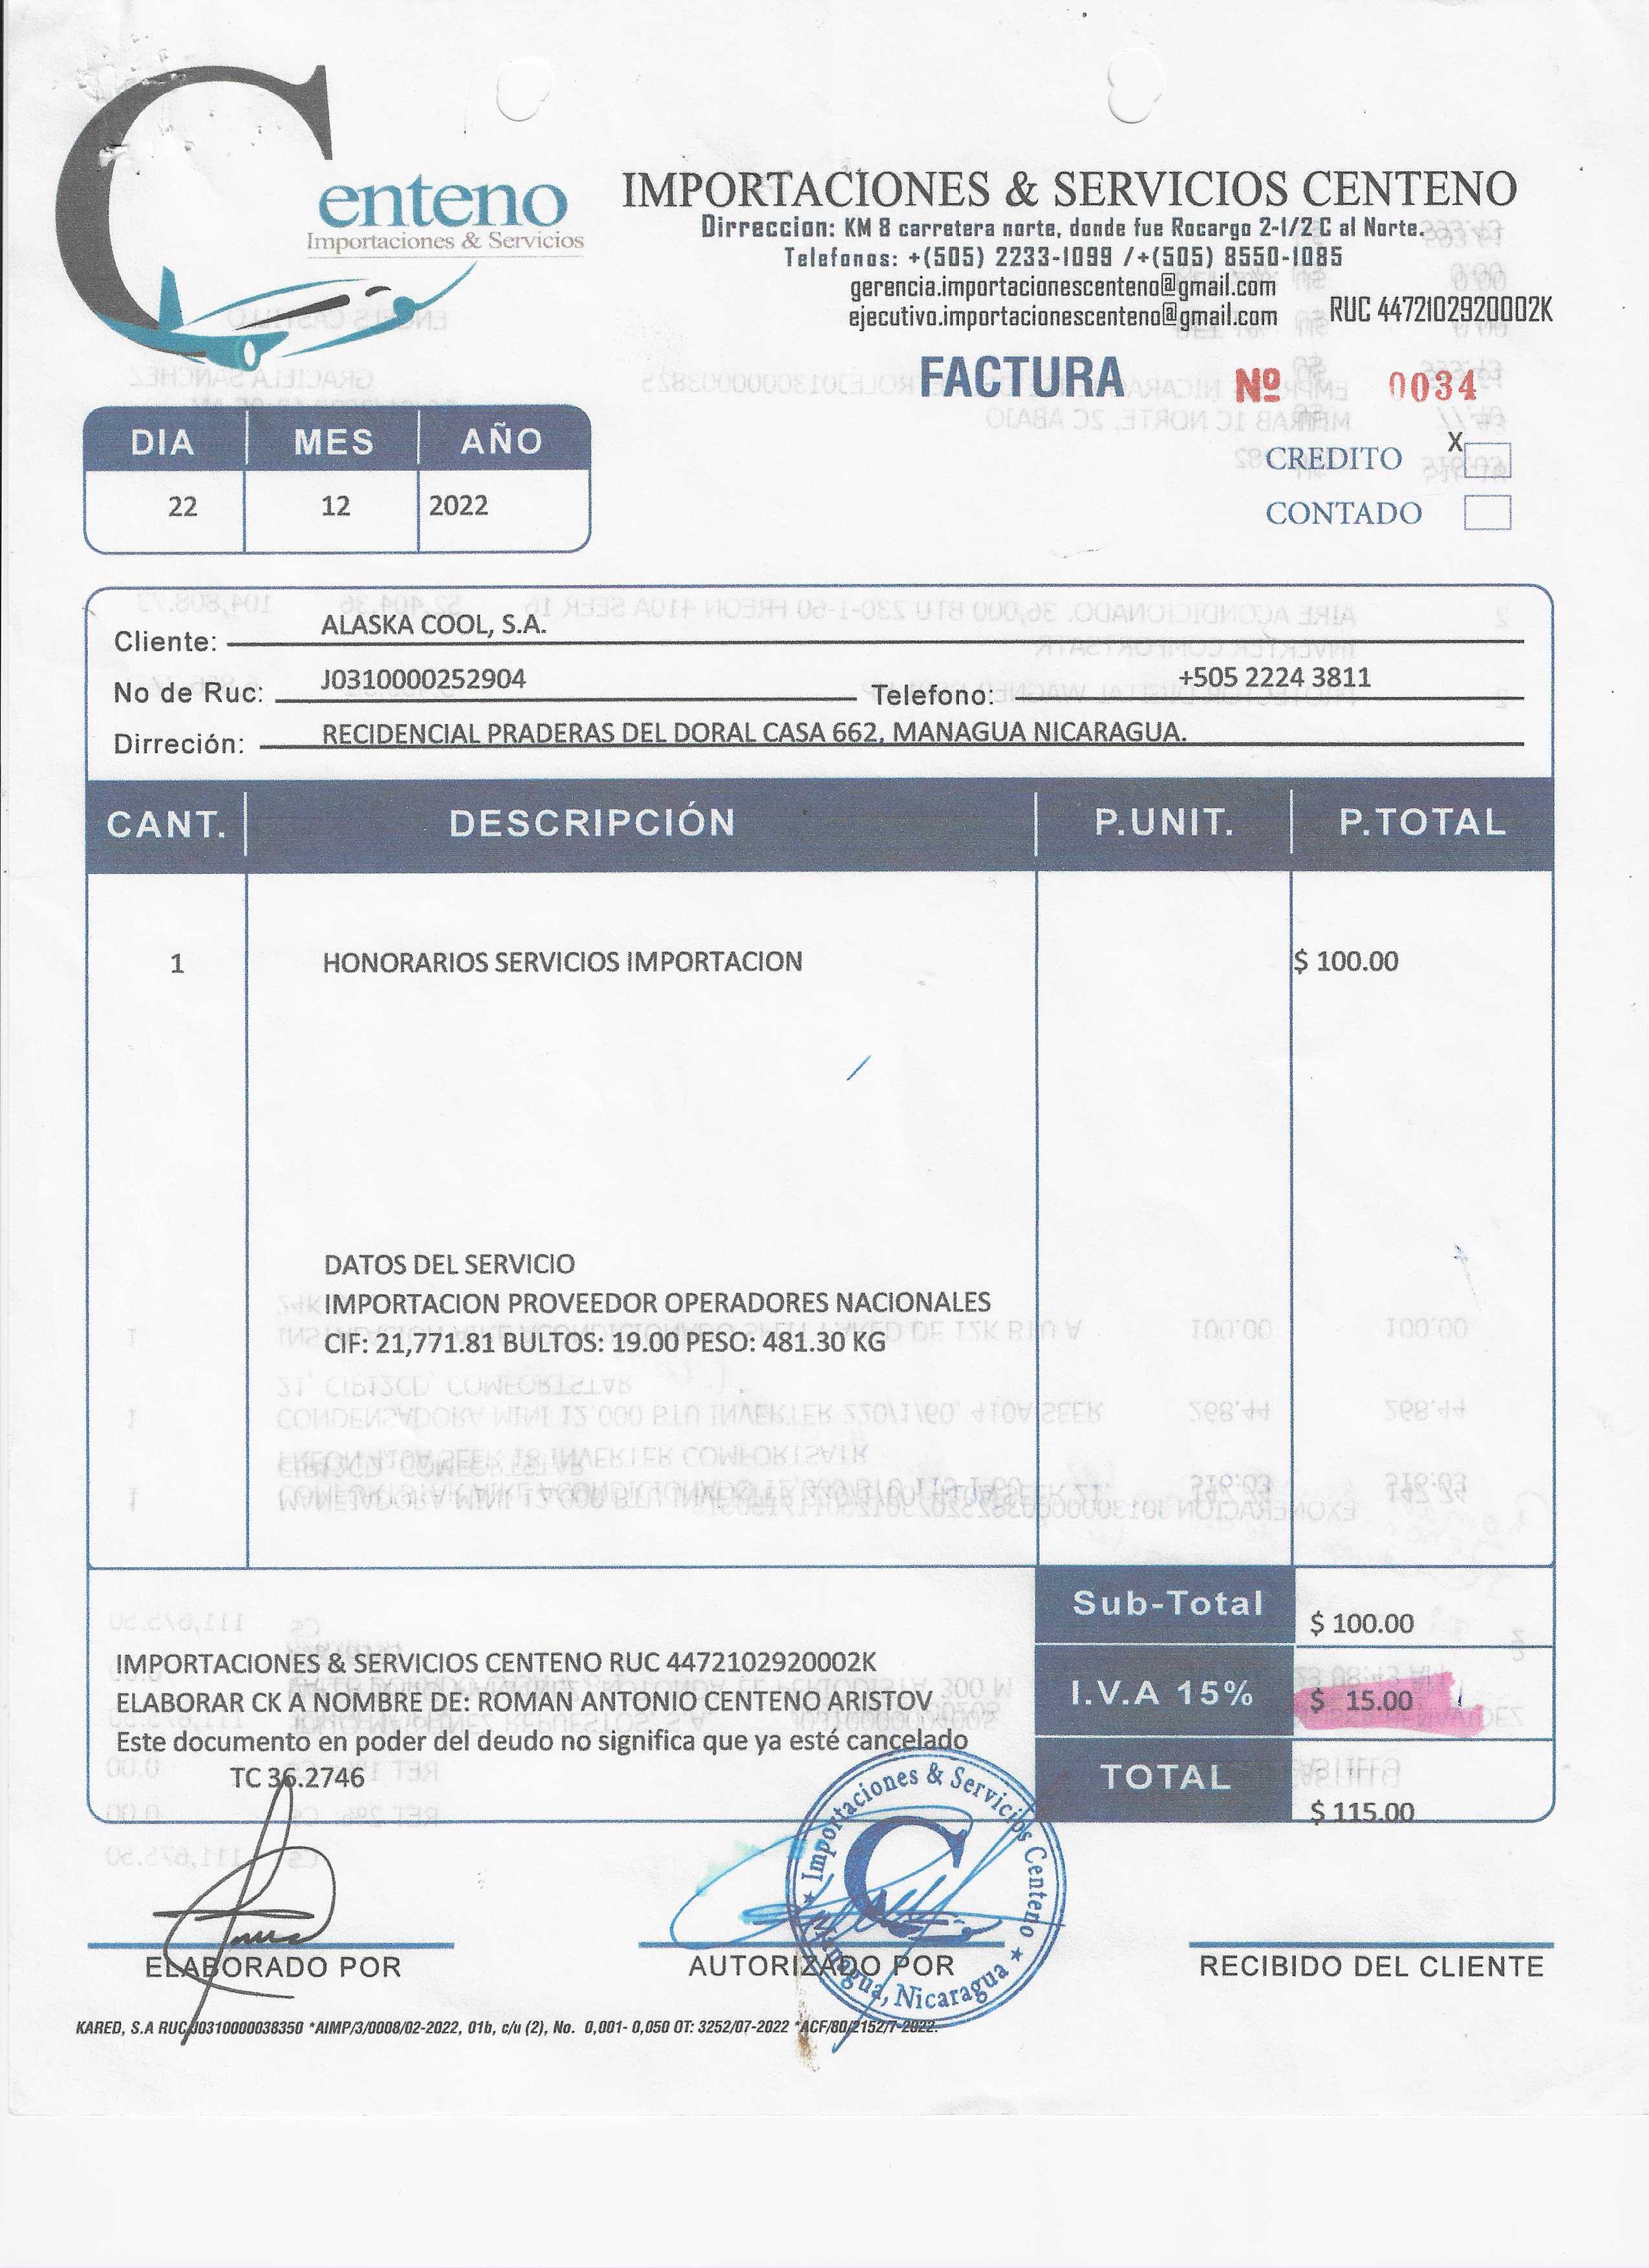 Centeno
Importaciones & Servicios
IMPORTACIONES & SERVICIOS CENTENO
Dirreccion: KM 8 carretera norte, donde fue Rocargo 2-1/2 C al Norte.
Telefonos: +(505) 2233-1099 /+(505) 8550-1085
gerencia.importacionescenteno@gmail.com
ejecutivo.importacionescenteno@gmail.com
RUC 4472102920002K
FACTURA Nº 0034
DIA MES AÑO
22 12 2022
CREDITO X
CONTADO
Cliente: ALASKA COOL, S.A.
No de Ruc: J0310000252904 Telefono: +505 2224 3811
Dirreción: RECIDENCIAL PRADERAS DEL DORAL CASA 662, MANAGUA NICARAGUA.
CANT. DESCRIPCIÓN P.UNIT. P.TOTAL
1 HONORARIOS SERVICIOS IMPORTACION $ 100.00
DATOS DEL SERVICIO
IMPORTACION PROVEEDOR OPERADORES NACIONALES
CIF: 21,771.81 BULTOS: 19.00 PESO: 481.30 KG
Sub-Total $ 100.00
I.V.A 15% $ 15.00
TOTAL $ 115.00
IMPORTACIONES & SERVICIOS CENTENO RUC 4472102920002K
ELABORAR CK A NOMBRE DE: ROMAN ANTONIO CENTENO ARISTOV
Este documento en poder del deudo no significa que ya esté cancelado
TC 36.2746
Importaciones & Servicios Centeno
Managua, Nicaragua
ELABORADO POR AUTORIZADO POR RECIBIDO DEL CLIENTE
KARED, S.A RUC J0310000038350 *AIMP/3/0008/02-2022, 01b, c/u (2), No. 0,001- 0,050 OT: 3252/07-2022 *ACF/80/2152/7-2022.